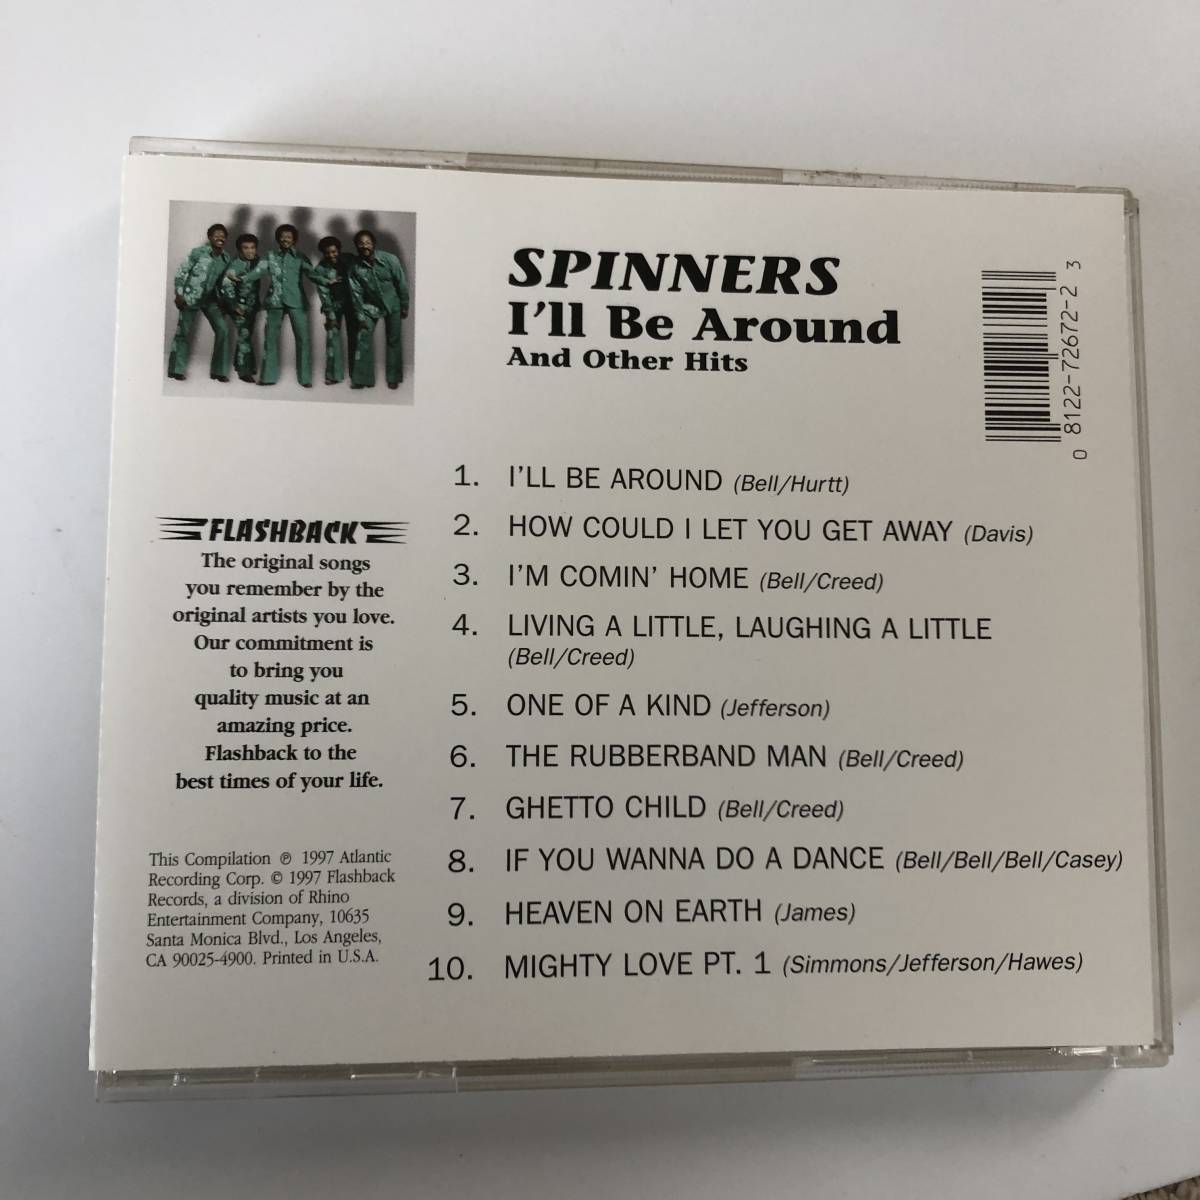 SPINNERS
I'll Be Around
And Other Hits
0 8122-72672-2 3
1. I'LL BE AROUND (Bell/Hurtt)
2. HOW COULD I LET YOU GET AWAY (Davis)
3. I'M COMIN' HOME (Bell/Creed)
4. LIVING A LITTLE, LAUGHING A LITTLE
(Bell/Creed)
5. ONE OF A KIND (Jefferson)
6. THE RUBBERBAND MAN (Bell/Creed)
7. GHETTO CHILD (Bell/Creed)
8. IF YOU WANNA DO A DANCE (Bell/Bell/Bell/Casey)
9. HEAVEN ON EARTH (James)
10. MIGHTY LOVE PT. 1 (Simmons/Jefferson/Hawes)
FLASHBACK
The original songs
you remember by the
original artists you love.
Our commitment is
to bring you
quality music at an
amazing price.
Flashback to the
best times of your life.
This Compilation ℗ 1997 Atlantic
Recording Corp. © 1997 Flashback
Records, a division of Rhino
Entertainment Company, 10635
Santa Monica Blvd., Los Angeles,
CA 90025-4900. Printed in U.S.A.